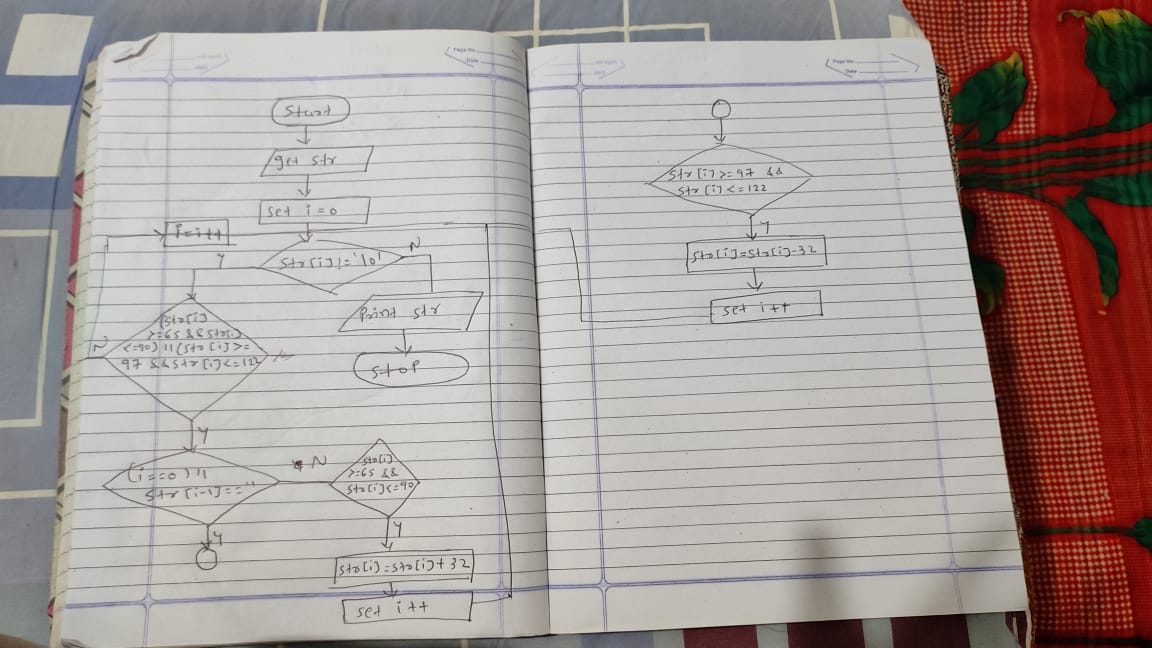 Page No.
Date
Start
get str
set i=0
i=i++
str[i]!='\0'
N
Y
Print str
STOP
(str[i]
>=65 && str[i]
<=90) || (str[i]>=
97 && str[i]<=122
N
Y
(i==0) ||
str[i-1]==''
N
Y
str[i]
>=65 &&
str[i]<=90
Y
str[i]=str[i]+32
set i++
Page No.
Date
str[i]>=97 &&
str[i]<=122
Y
str[i]=str[i]-32
set i++